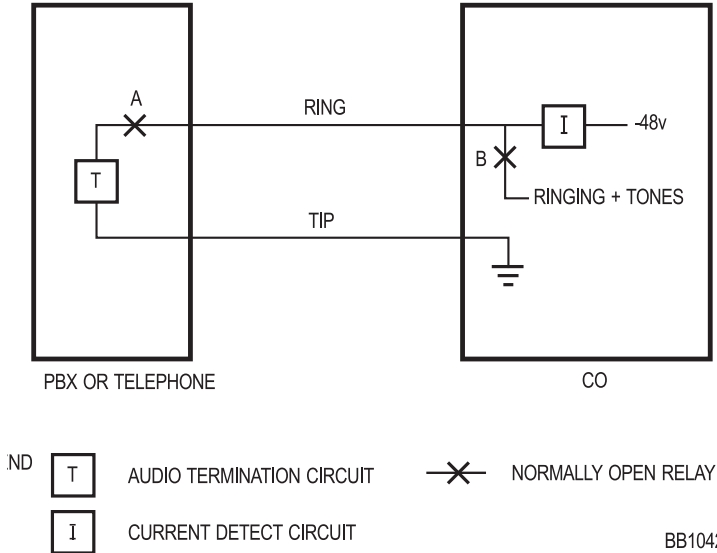 A
RING
I
-48v
B
RINGING + TONES
T
TIP
PBX OR TELEPHONE
CO
T
AUDIO TERMINATION CIRCUIT
NORMALLY OPEN RELAY
I
CURRENT DETECT CIRCUIT